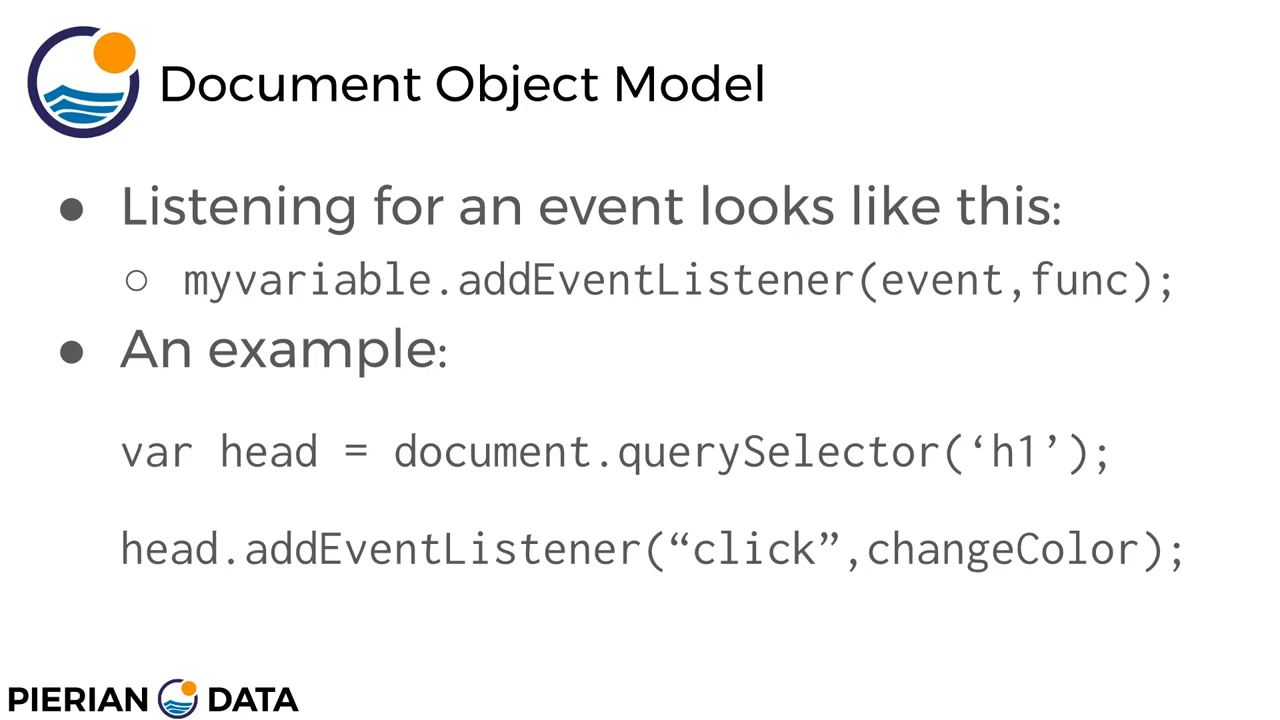 Document Object Model
● Listening for an event looks like this:
○ myvariable.addEventListener(event,func);
● An example:
var head = document.querySelector(‘h1’);
head.addEventListener(“click”,changeColor);
PIERIAN DATA